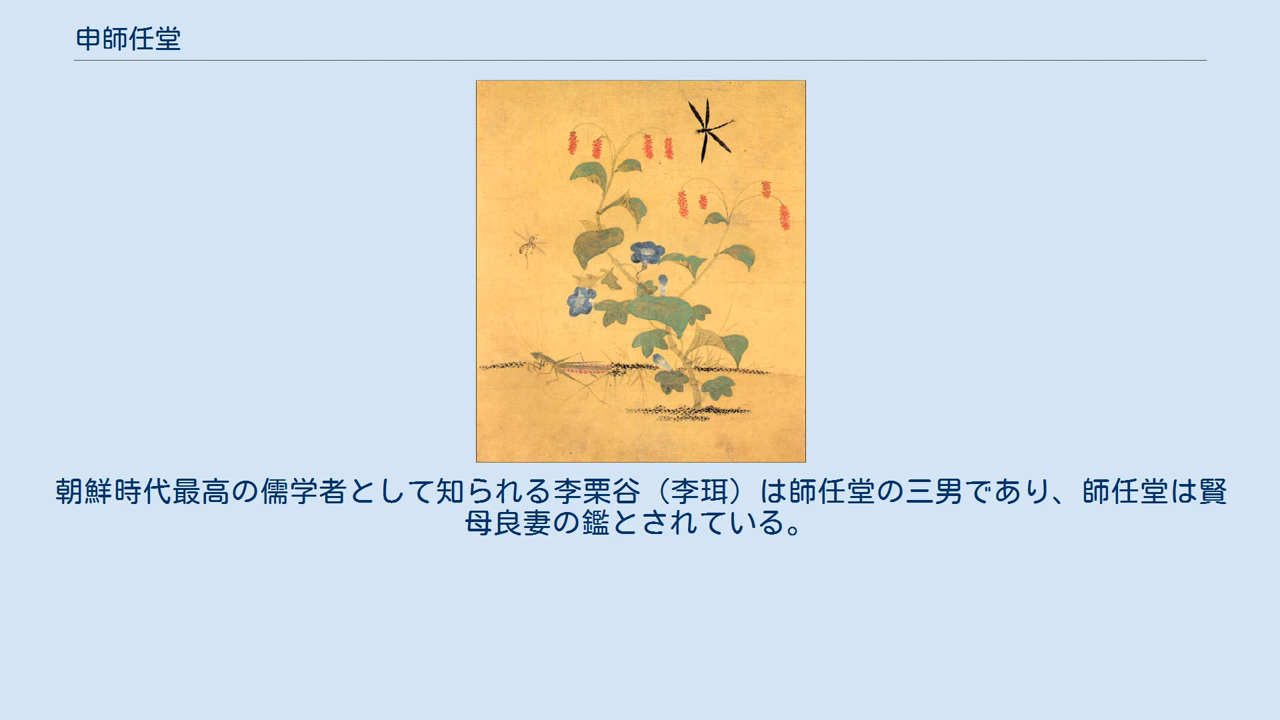 申師任堂
朝鮮時代最高の儒学者として知られる李栗谷（李珥）は師任堂の三男であり、師任堂は賢
母良妻の鑑とされている。